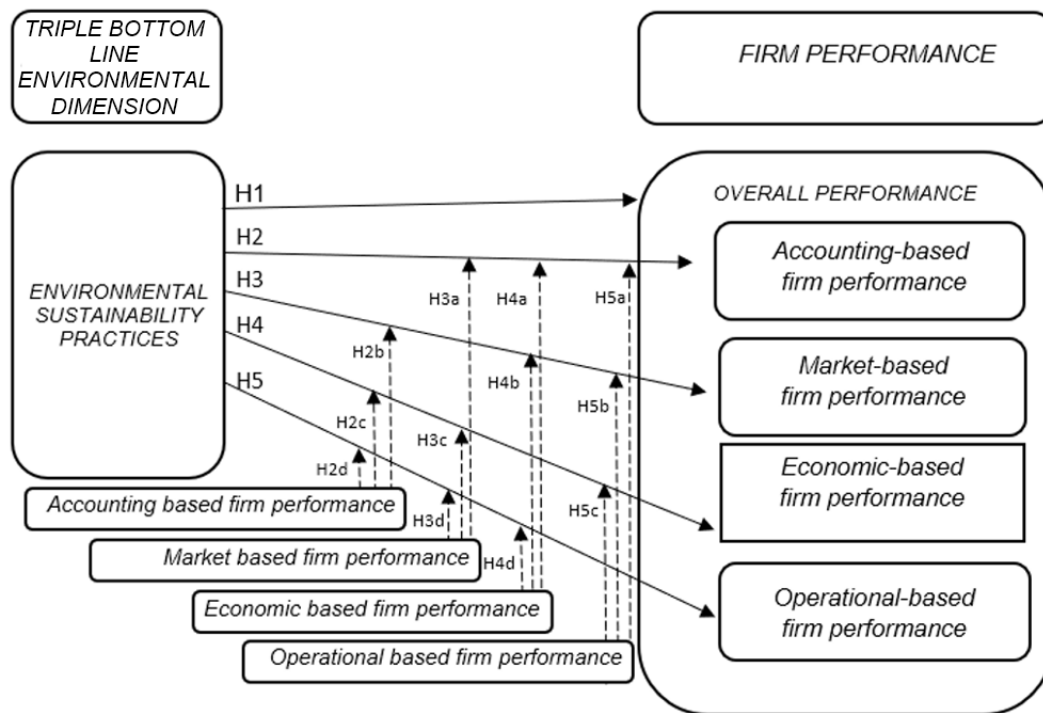 TRIPLE BOTTOM
LINE
ENVIRONMENTAL
DIMENSION
FIRM PERFORMANCE
ENVIRONMENTAL
SUSTAINABILITY
PRACTICES
H1
H2
H3
H4
H5
OVERALL PERFORMANCE
Accounting-based
firm performance
Market-based
firm performance
Economic-based
firm performance
Operational-based
firm performance
H3a
H4a
H5a
H2b
H4b
H5b
H2c
H3c
H5c
H2d
H3d
H4d
Accounting based firm performance
Market based firm performance
Economic based firm performance
Operational based firm performance